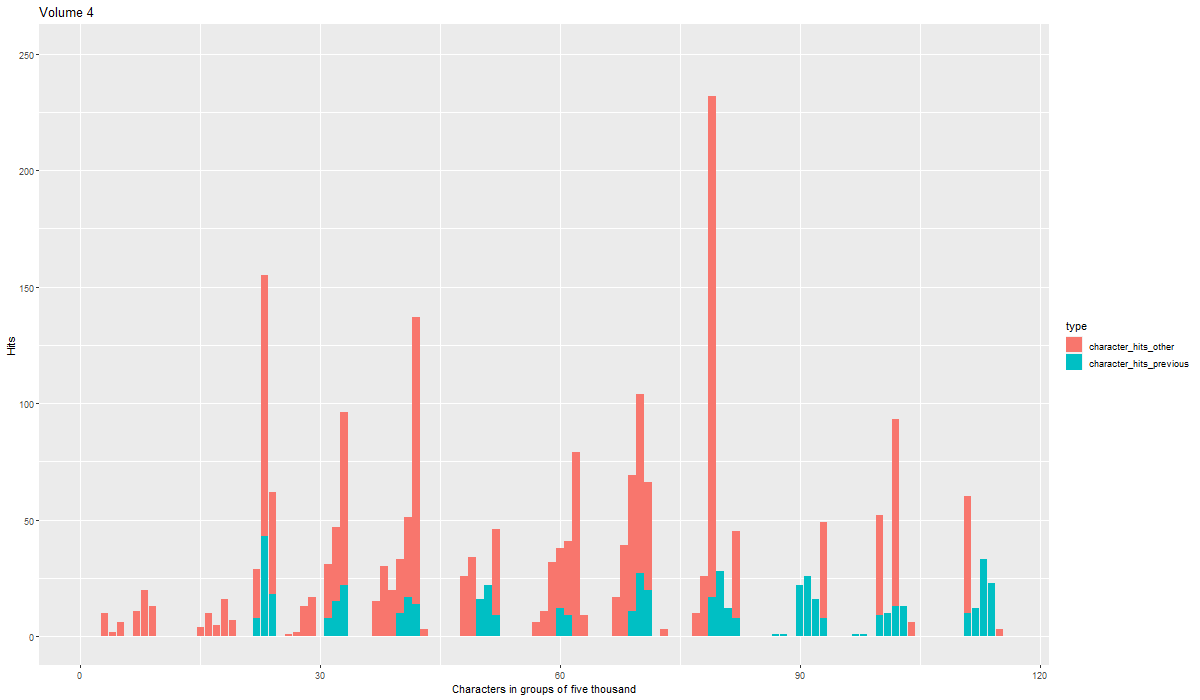 Volume 4
250
200
150
100
50
0
Hits
0 30 60 90 120
Characters in groups of five thousand
type
character_hits_other
character_hits_previous